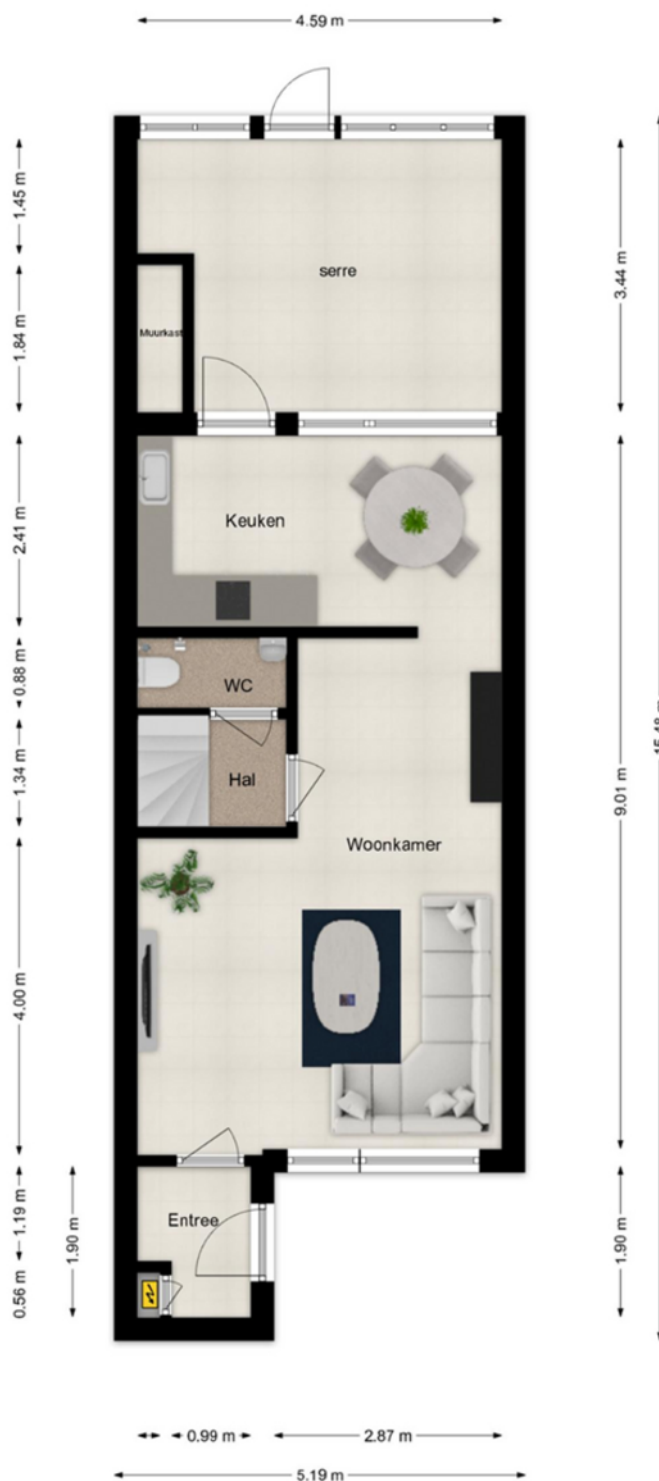 4.59 m
1.45 m
3.44 m
serre
1.84 m
Muurkast
2.41 m
Keuken
0.88 m
WC
1.34 m
Hal
9.01 m
Woonkamer
4.00 m
1.19 m
1.90 m
Entree
1.90 m
0.56 m
0.99 m
2.87 m
5.19 m